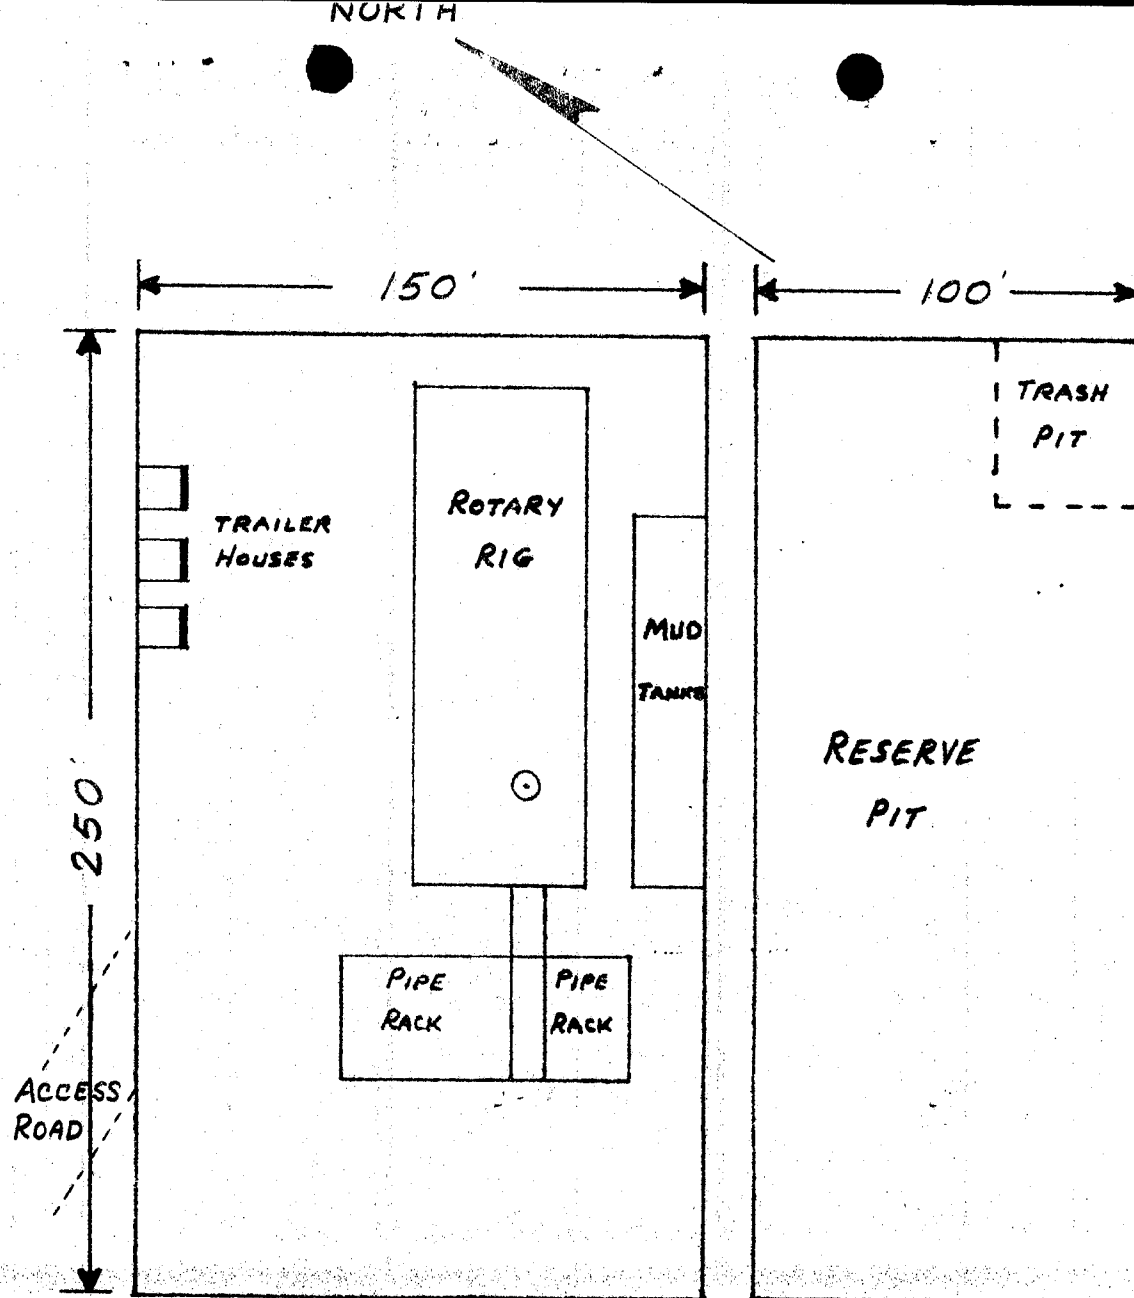 NORTH
150'
100'
TRASH
PIT
ROTARY
RIG
TRAILER
HOUSES
MUD
TANKS
RESERVE
PIT
250'
PIPE
RACK
PIPE
RACK
ACCESS
ROAD